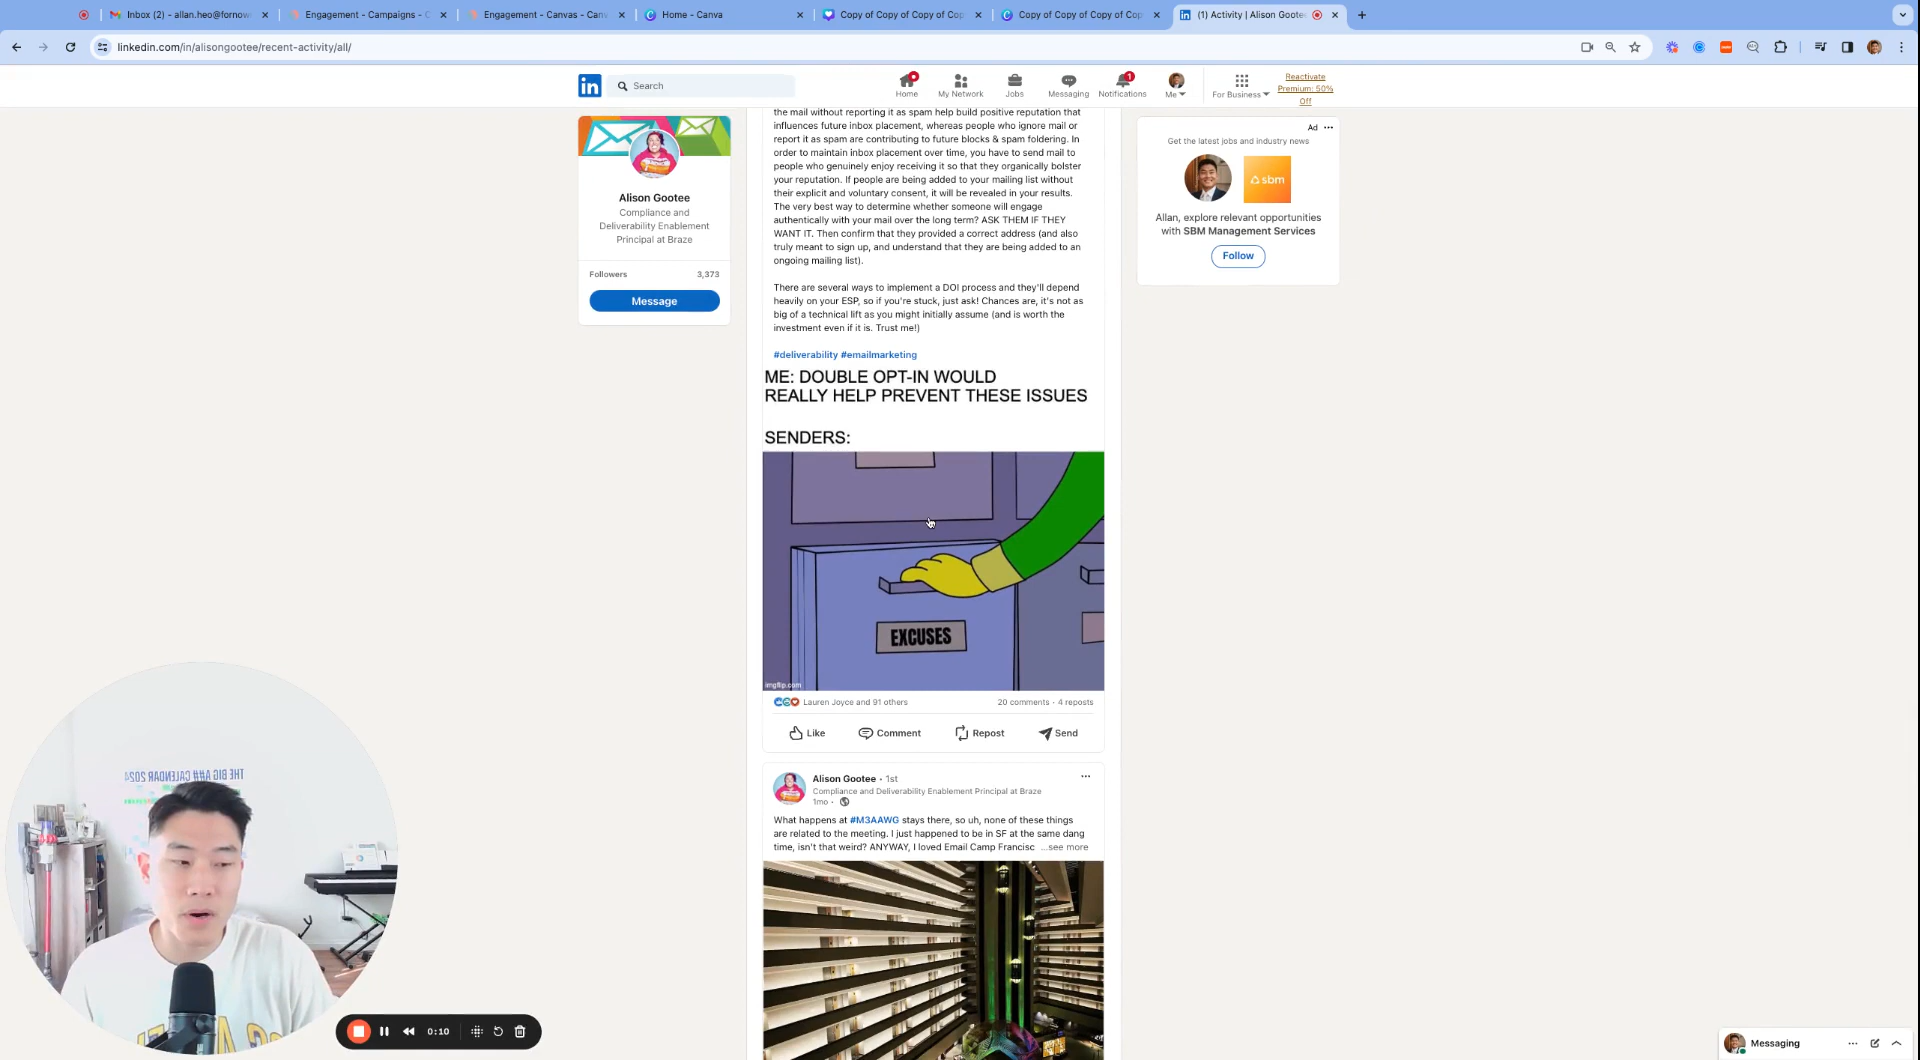 Inbox (2) - allan.heo@fornow
Engagement - Campaigns - C
Engagement - Canvas - Canv
Home - Canva
Copy of Copy of Copy of Cop
Copy of Copy of Copy of Cop
(1) Activity | Alison Gootee
linkedin.com/in/alisongootee/recent-activity/all/
in
Search
Home
My Network
Jobs
Messaging
1
Notifications
Me
For Business
Reactivate
Premium: 50%
Off
Alison Gootee
Compliance and
Deliverability Enablement
Principal at Braze
Followers 3,373
Message
the mail without reporting it as spam help build positive reputation that
influences future inbox placement, whereas people who ignore mail or
report it as spam are contributing to future blocks & spam foldering. In
order to maintain inbox placement over time, you have to send mail to
people who genuinely enjoy receiving it so that they organically bolster
your reputation. If people are being added to your mailing list without
their explicit and voluntary consent, it will be revealed in your results.
The very best way to determine whether someone will engage
authentically with your mail over the long term? ASK THEM IF THEY
WANT IT. Then confirm that they provided a correct address (and also
truly meant to sign up, and understand that they are being added to an
ongoing mailing list).
There are several ways to implement a DOI process and they'll depend
heavily on your ESP, so if you're stuck, just ask! Chances are, it's not as
big of a technical lift as you might initially assume (and is worth the
investment even if it is. Trust me!)
#deliverability #emailmarketing
ME: DOUBLE OPT-IN WOULD
REALLY HELP PREVENT THESE ISSUES
SENDERS:
EXCUSES
imgflip.com
Lauren Joyce and 91 others
20 comments · 4 reposts
Like
Comment
Repost
Send
Alison Gootee • 1st
Compliance and Deliverability Enablement Principal at Braze
1mo •
What happens at #M3AAWG stays there, so uh, none of these things
are related to the meeting. I just happened to be in SF at the same dang
time, isn't that weird? ANYWAY, I loved Email Camp Francisc …see more
Ad
Get the latest jobs and industry news
sbm
Allan, explore relevant opportunities
with SBM Management Services
Follow
THE BIG A## CALENDAR 2024
0:10
Messaging